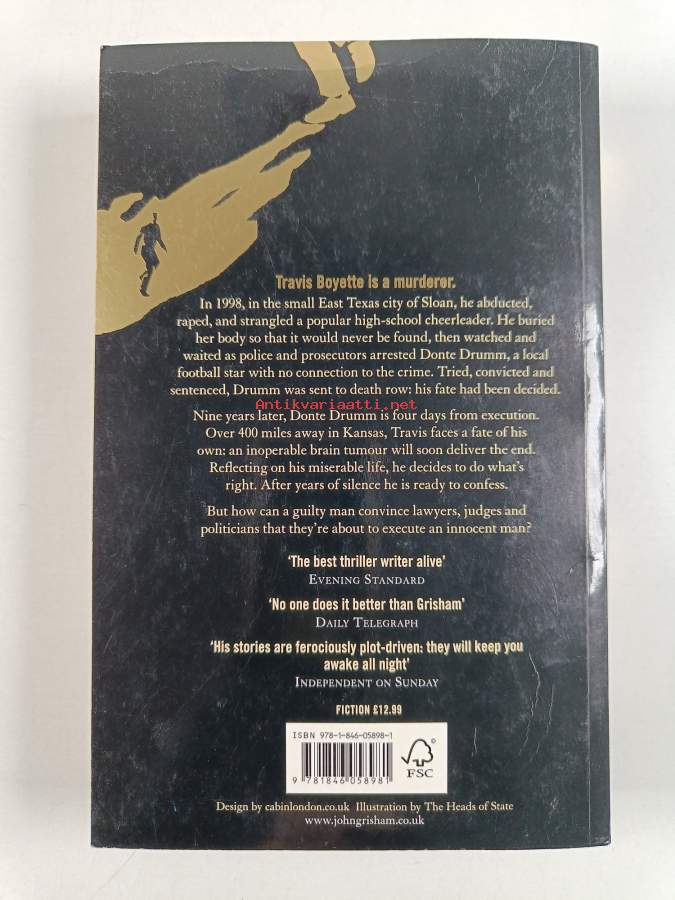 Travis Boyette is a murderer.
In 1998, in the small East Texas city of Sloan, he abducted,
raped, and strangled a popular high-school cheerleader. He buried
her body so that it would never be found, then watched and
waited as police and prosecutors arrested Donte Drumm, a local
football star with no connection to the crime. Tried, convicted and
sentenced, Drumm was sent to death row: his fate had been decided.
Antikvariaatti.net
Nine years later, Donte Drumm is four days from execution.
Over 400 miles away in Kansas, Travis faces a fate of his
own: an inoperable brain tumour will soon deliver the end.
Reflecting on his miserable life, he decides to do what's
right. After years of silence he is ready to confess.
But how can a guilty man convince lawyers, judges and
politicians that they're about to execute an innocent man?
'The best thriller writer alive'
EVENING STANDARD
'No one does it better than Grisham'
DAILY TELEGRAPH
'His stories are ferociously plot-driven: they will keep you
awake all night'
INDEPENDENT ON SUNDAY
FICTION £12.99
ISBN 978-1-846-05898-1
9 781846 058981
FSC
Design by cabinlondon.co.uk Illustration by The Heads of State
www.johngrisham.co.uk